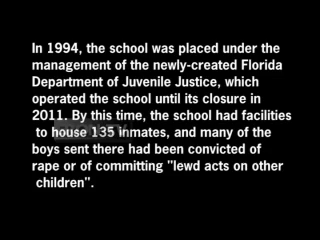 In 1994, the school was placed under the
management of the newly-created Florida
Department of Juvenile Justice, which
operated the school until its closure in
2011. By this time, the school had facilities
to house 135 inmates, and many of the
boys sent there had been convicted of
rape or of committing "lewd acts on other
children".